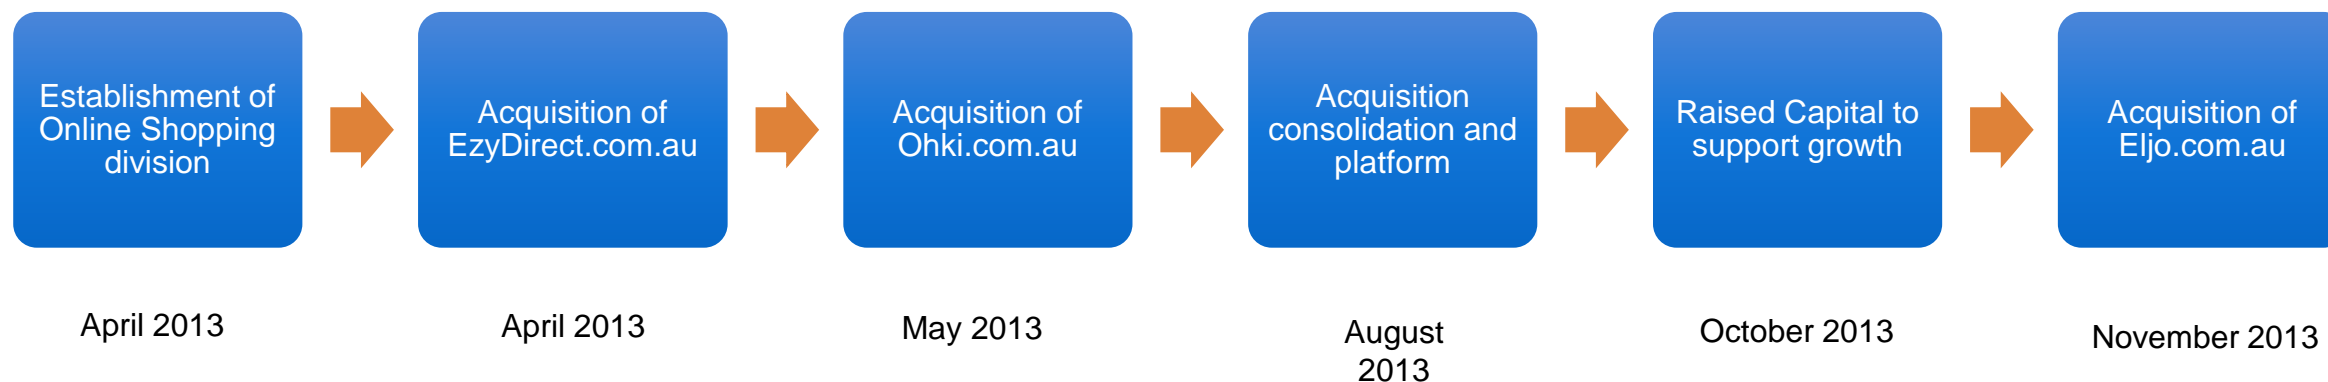 Establishment of
Online Shopping
division
Acquisition of
EzyDirect.com.au
Acquisition of
Ohki.com.au
Acquisition
consolidation and
platform
Raised Capital to
support growth
Acquisition of
Eljo.com.au
April 2013
April 2013
May 2013
August
2013
October 2013
November 2013